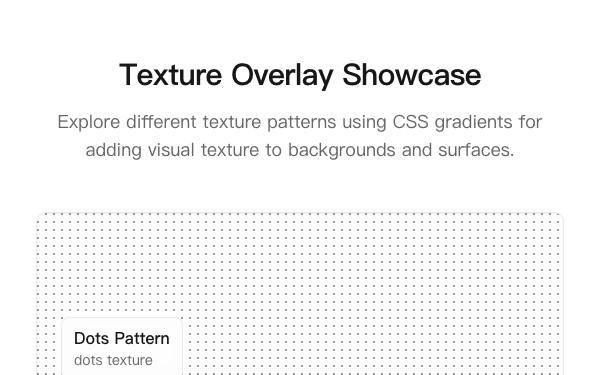 Texture Overlay Showcase
Explore different texture patterns using CSS gradients for
adding visual texture to backgrounds and surfaces.
Dots Pattern
dots texture